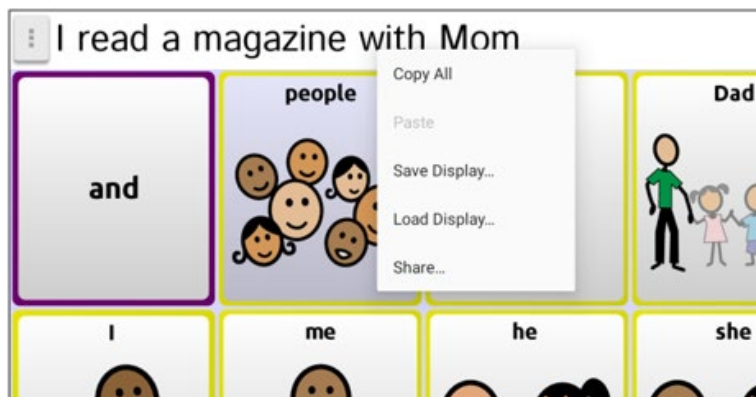 I read a magazine with Mom
Copy All
Paste
Save Display...
Load Display...
Share...
and
people
Dad
I
me
he
she